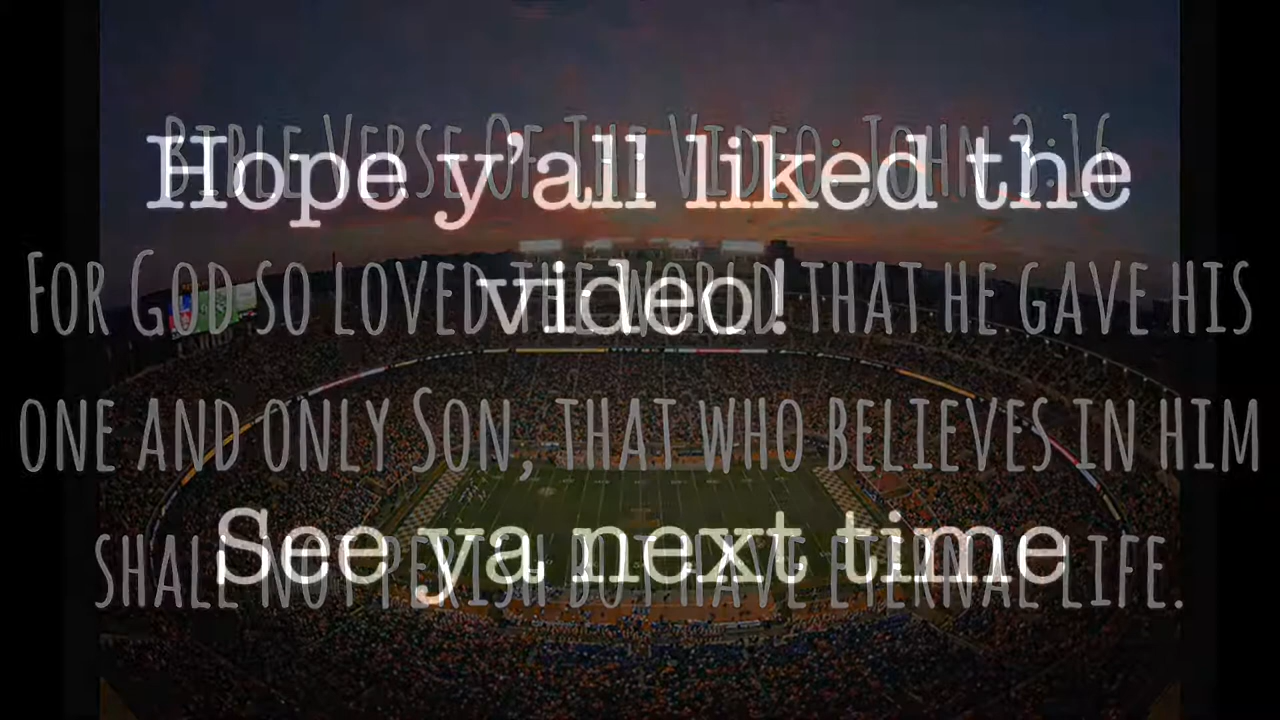 Bible Verse Of The Video: John 3:16
Hope y'all liked the
For God so loved the world that he gave his
video!
one and only Son, that who believes in him
See ya next time
shall not perish but have eternal life.